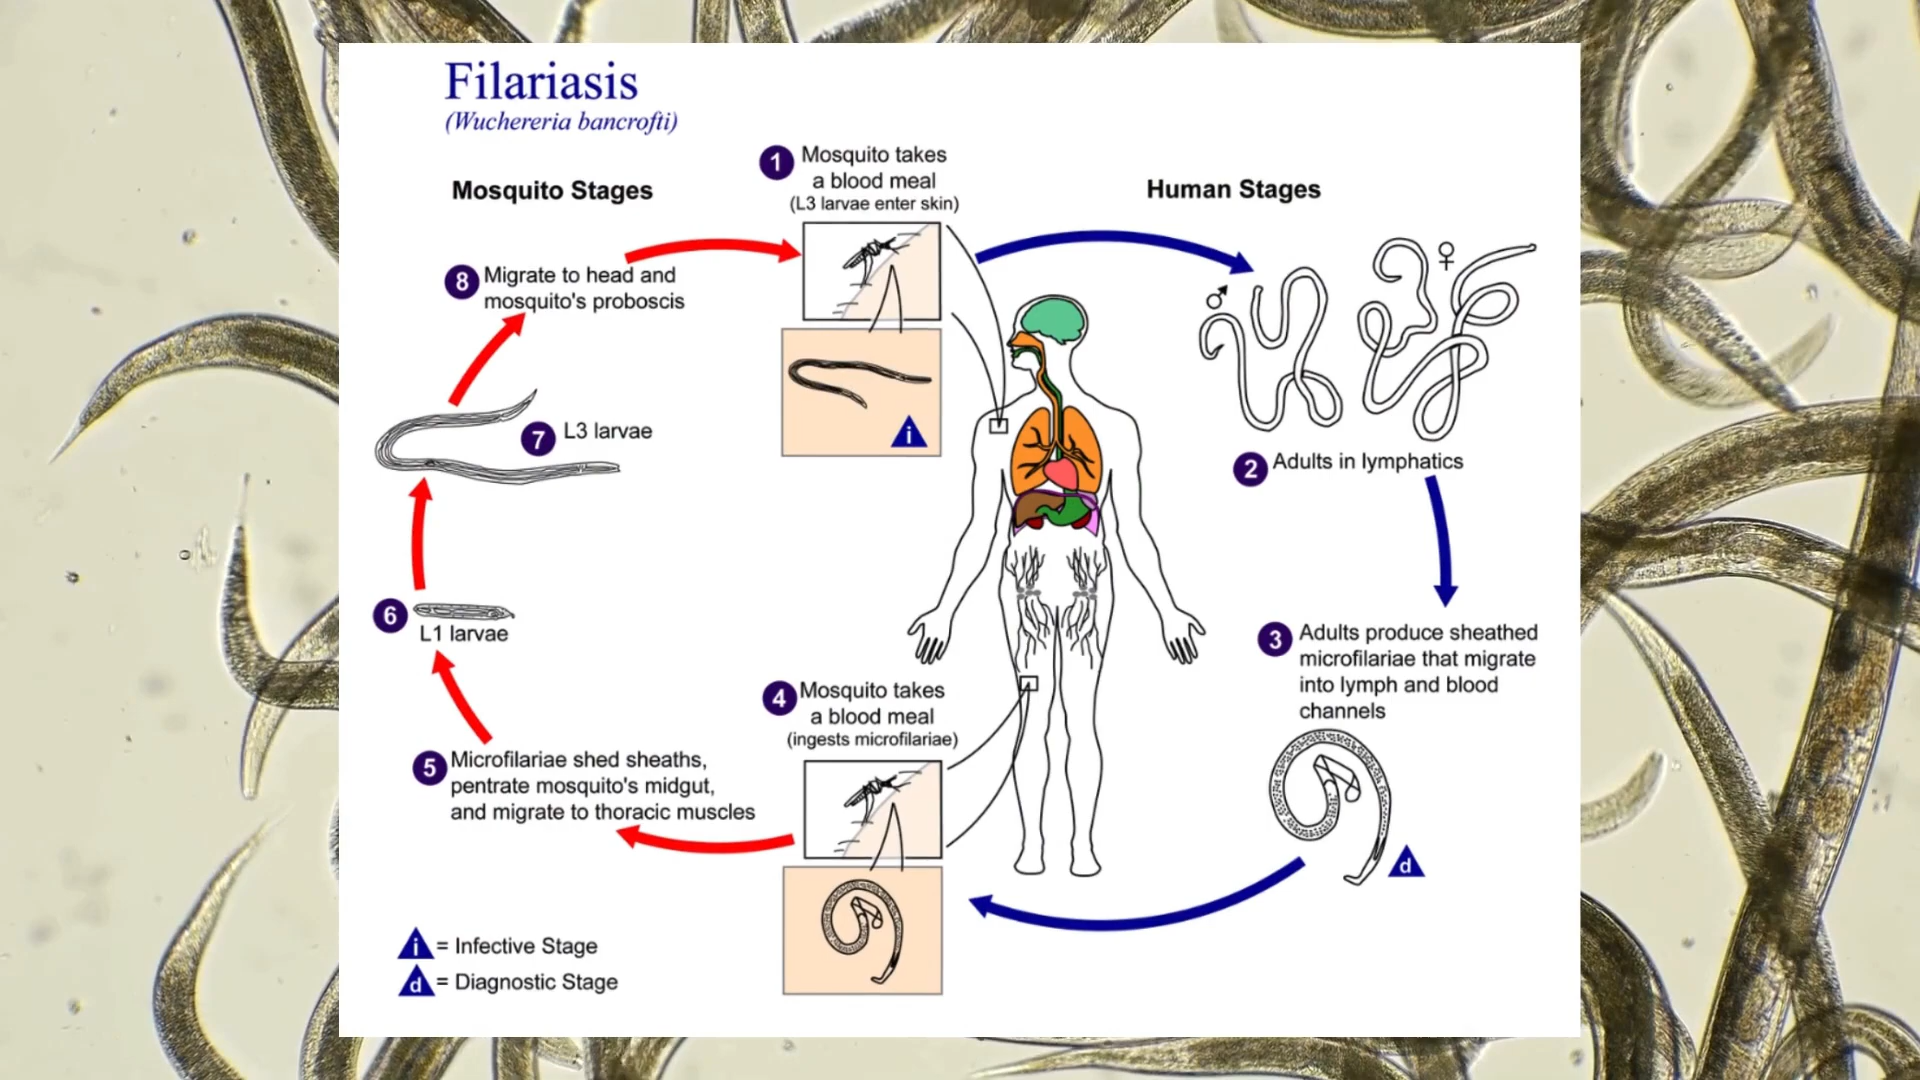 Filariasis
(Wuchereria bancrofti)
Mosquito Stages
Human Stages
1 Mosquito takes
a blood meal
(L3 larvae enter skin)
i
♂
♀
2 Adults in lymphatics
3 Adults produce sheathed
microfilariae that migrate
into lymph and blood
channels
d
4 Mosquito takes
a blood meal
(ingests microfilariae)
5 Microfilariae shed sheaths,
pentrate mosquito's midgut,
and migrate to thoracic muscles
6
L1 larvae
7 L3 larvae
8 Migrate to head and
mosquito's proboscis
i = Infective Stage
d = Diagnostic Stage